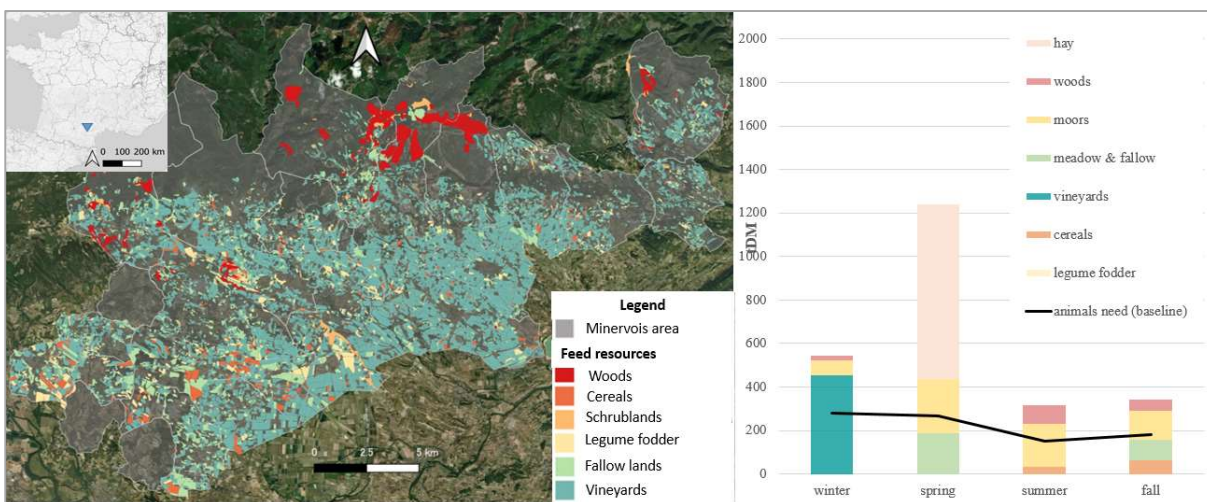 0 100 200 km
Legend
Minervois area
Feed resources
Woods
Cereals
Schrublands
Legume fodder
Fallow lands
Vineyards
0 2.5 5 km
2000
1800
1600
1400
1200
1000
800
600
400
200
0
tDM
winter
spring
summer
fall
hay
woods
moors
meadow & fallow
vineyards
cereals
legume fodder
animals need (baseline)